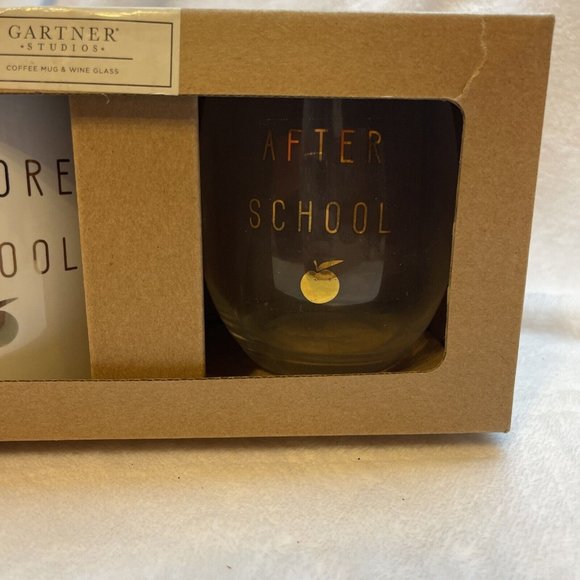 GARTNER®
STUDIOS
COFFEE MUG & WINE GLASS
ORE
OOL
AFTER
SCHOOL